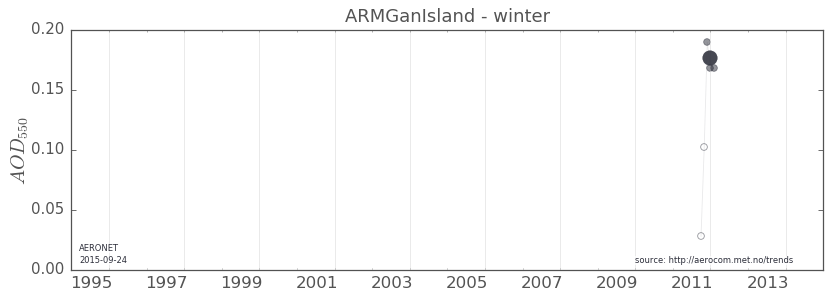 ARMGanIsland - winter
0.20
0.15
0.10
0.05
0.00
AOD550
AERONET
2015-09-24
source: http://aerocom.met.no/trends
1995 1997 1999 2001 2003 2005 2007 2009 2011 2013